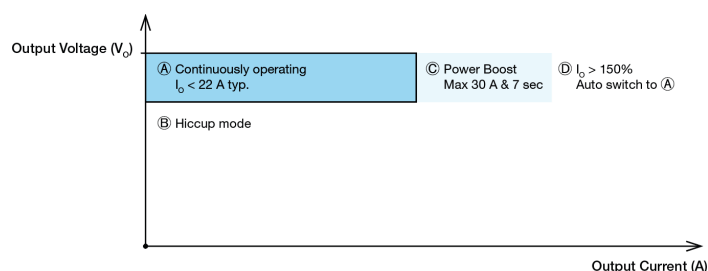 Output Voltage (VO)
Ⓐ Continuously operating
IO < 22 A typ.
Ⓒ Power Boost
Max 30 A & 7 sec
Ⓓ IO > 150%
Auto switch to Ⓐ
Ⓑ Hiccup mode
Output Current (A)